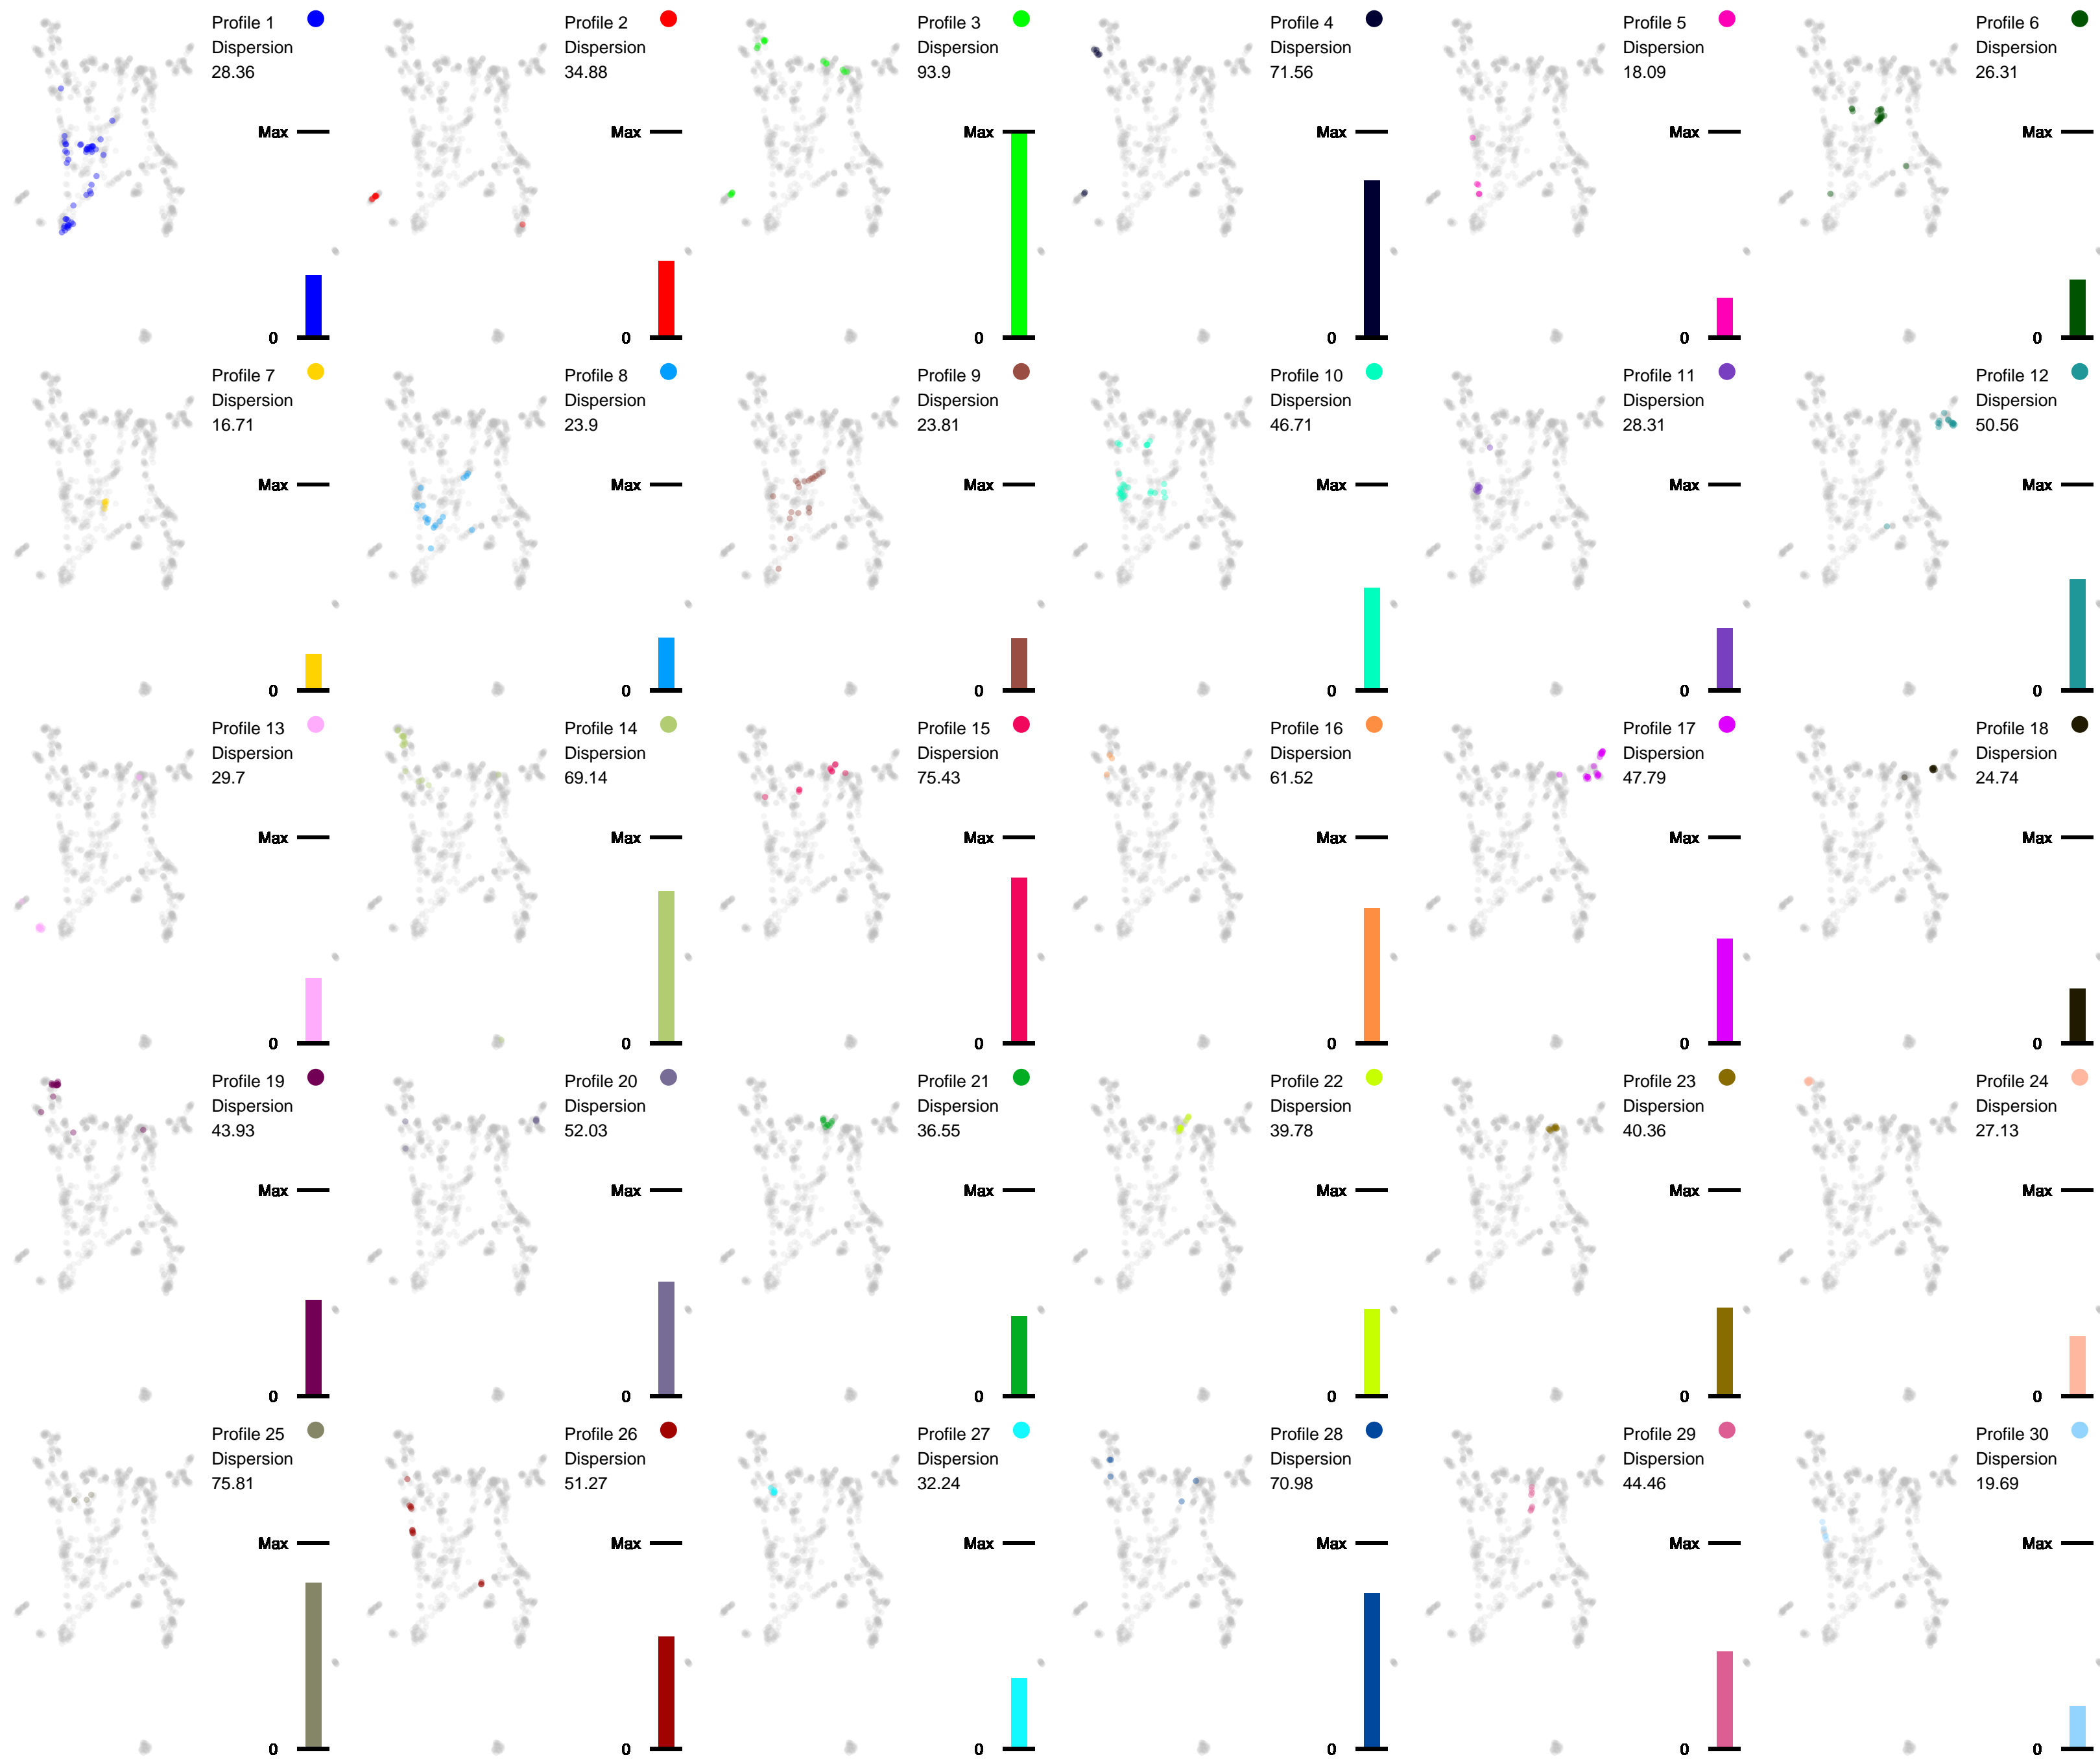 Profile 1
Dispersion
28.36
Max
0
Profile 2
Dispersion
34.88
Max
0
Profile 3
Dispersion
93.9
Max
0
Profile 4
Dispersion
71.56
Max
0
Profile 5
Dispersion
18.09
Max
0
Profile 6
Dispersion
26.31
Max
0
Profile 7
Dispersion
16.71
Max
0
Profile 8
Dispersion
23.9
Max
0
Profile 9
Dispersion
23.81
Max
0
Profile 10
Dispersion
46.71
Max
0
Profile 11
Dispersion
28.31
Max
0
Profile 12
Dispersion
50.56
Max
0
Profile 13
Dispersion
29.7
Max
0
Profile 14
Dispersion
69.14
Max
0
Profile 15
Dispersion
75.43
Max
0
Profile 16
Dispersion
61.52
Max
0
Profile 17
Dispersion
47.79
Max
0
Profile 18
Dispersion
24.74
Max
0
Profile 19
Dispersion
43.93
Max
0
Profile 20
Dispersion
52.03
Max
0
Profile 21
Dispersion
36.55
Max
0
Profile 22
Dispersion
39.78
Max
0
Profile 23
Dispersion
40.36
Max
0
Profile 24
Dispersion
27.13
Max
0
Profile 25
Dispersion
75.81
Max
0
Profile 26
Dispersion
51.27
Max
0
Profile 27
Dispersion
32.24
Max
0
Profile 28
Dispersion
70.98
Max
0
Profile 29
Dispersion
44.46
Max
0
Profile 30
Dispersion
19.69
Max
0